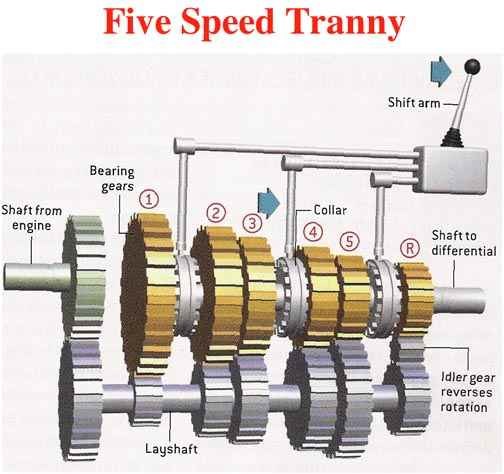 Five Speed Tranny
Shift arm
Bearing
gears
1
2
3
4
5
R
Collar
Shaft from
engine
Shaft to
differential
Idler gear
reverses
rotation
Layshaft